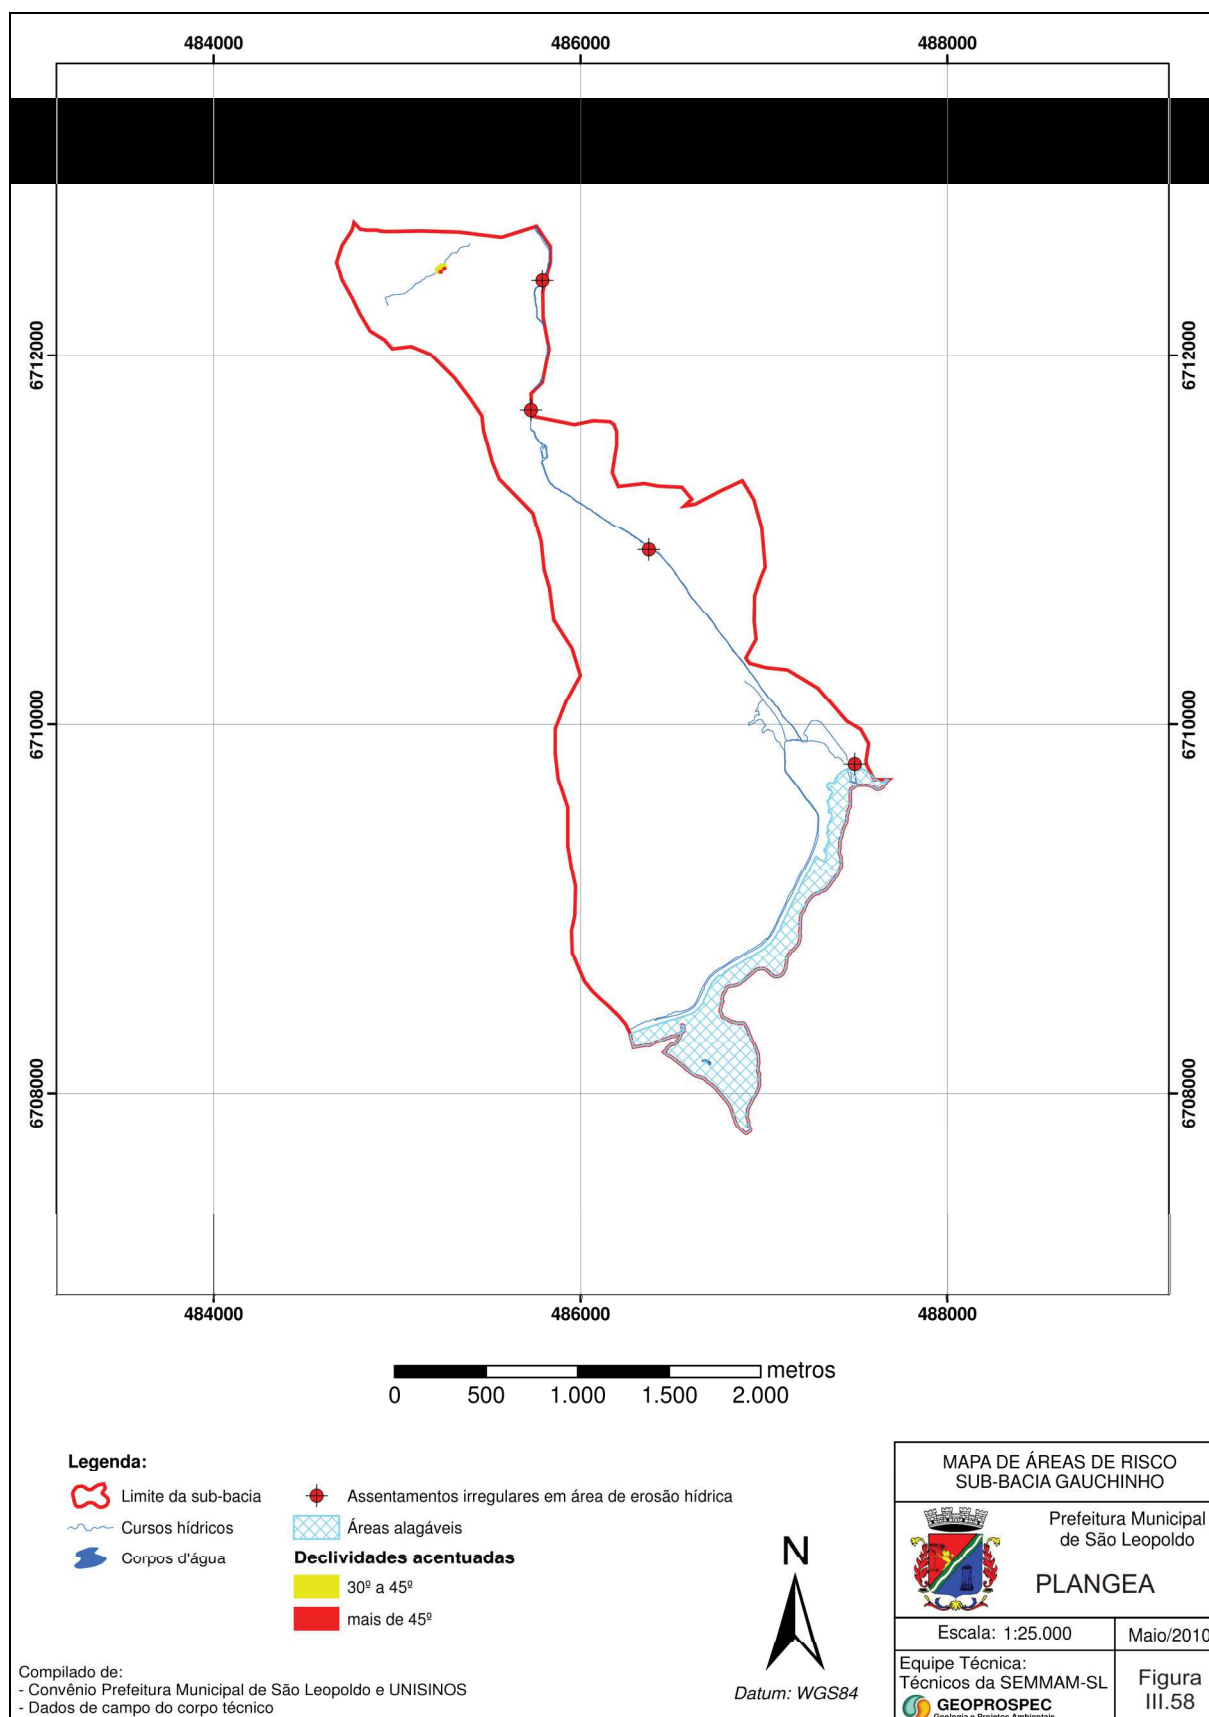 484000 486000 488000
6712000 6712000
6710000 6710000
6708000 6708000
484000 486000 488000
metros
0 500 1.000 1.500 2.000
Legenda:
Limite da sub-bacia
Cursos hídricos
Corpos d'água
Assentamentos irregulares em área de erosão hídrica
Áreas alagáveis
Declividades acentuadas
30º a 45º
mais de 45º
N
Datum: WGS84
Compilado de:
- Convênio Prefeitura Municipal de São Leopoldo e UNISINOS
- Dados de campo do corpo técnico
MAPA DE ÁREAS DE RISCO
SUB-BACIA GAUCHINHO
Prefeitura Municipal
de São Leopoldo
PLANGEA
Escala: 1:25.000
Maio/2010
Equipe Técnica:
Técnicos da SEMMAM-SL
GEOPROSPEC
Geologia e Projetos Ambientais
Figura
III.58